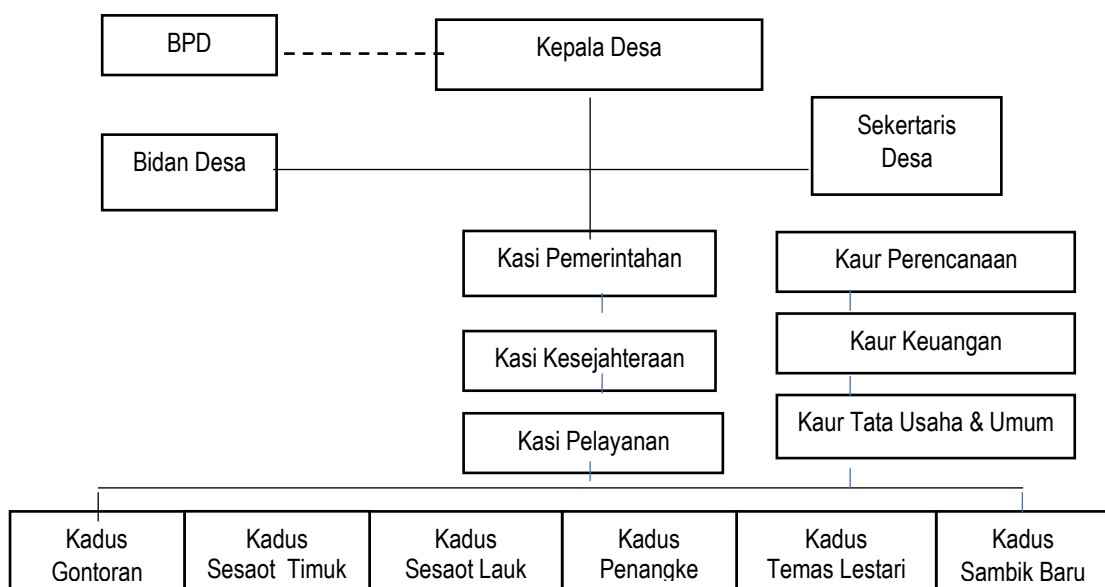 BPD
Kepala Desa
Bidan Desa
Sekertaris
Desa
Kasi Pemerintahan
Kaur Perencanaan
Kasi Kesejahteraan
Kaur Keuangan
Kasi Pelayanan
Kaur Tata Usaha & Umum
Kadus
Gontoran
Kadus
Sesaot Timuk
Kadus
Sesaot Lauk
Kadus
Penangke
Kadus
Temas Lestari
Kadus
Sambik Baru